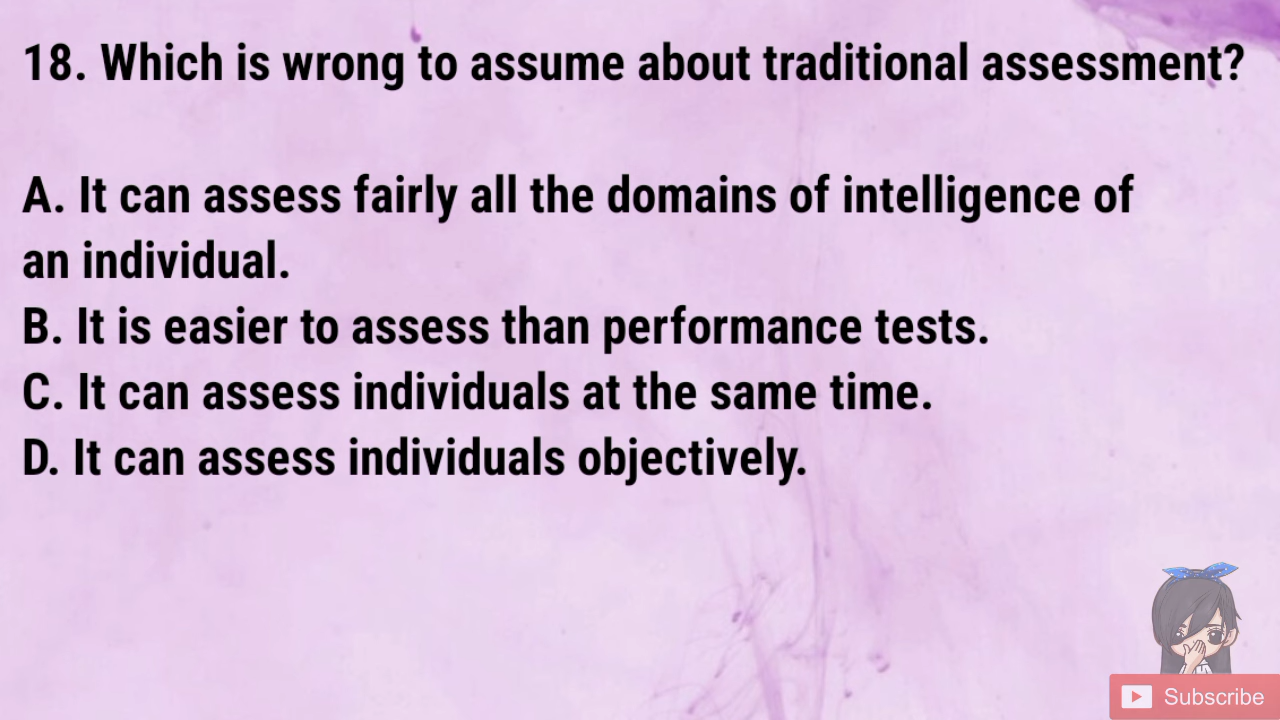 18. Which is wrong to assume about traditional assessment?
A. It can assess fairly all the domains of intelligence of
an individual.
B. It is easier to assess than performance tests.
C. It can assess individuals at the same time.
D. It can assess individuals objectively.
Subscribe